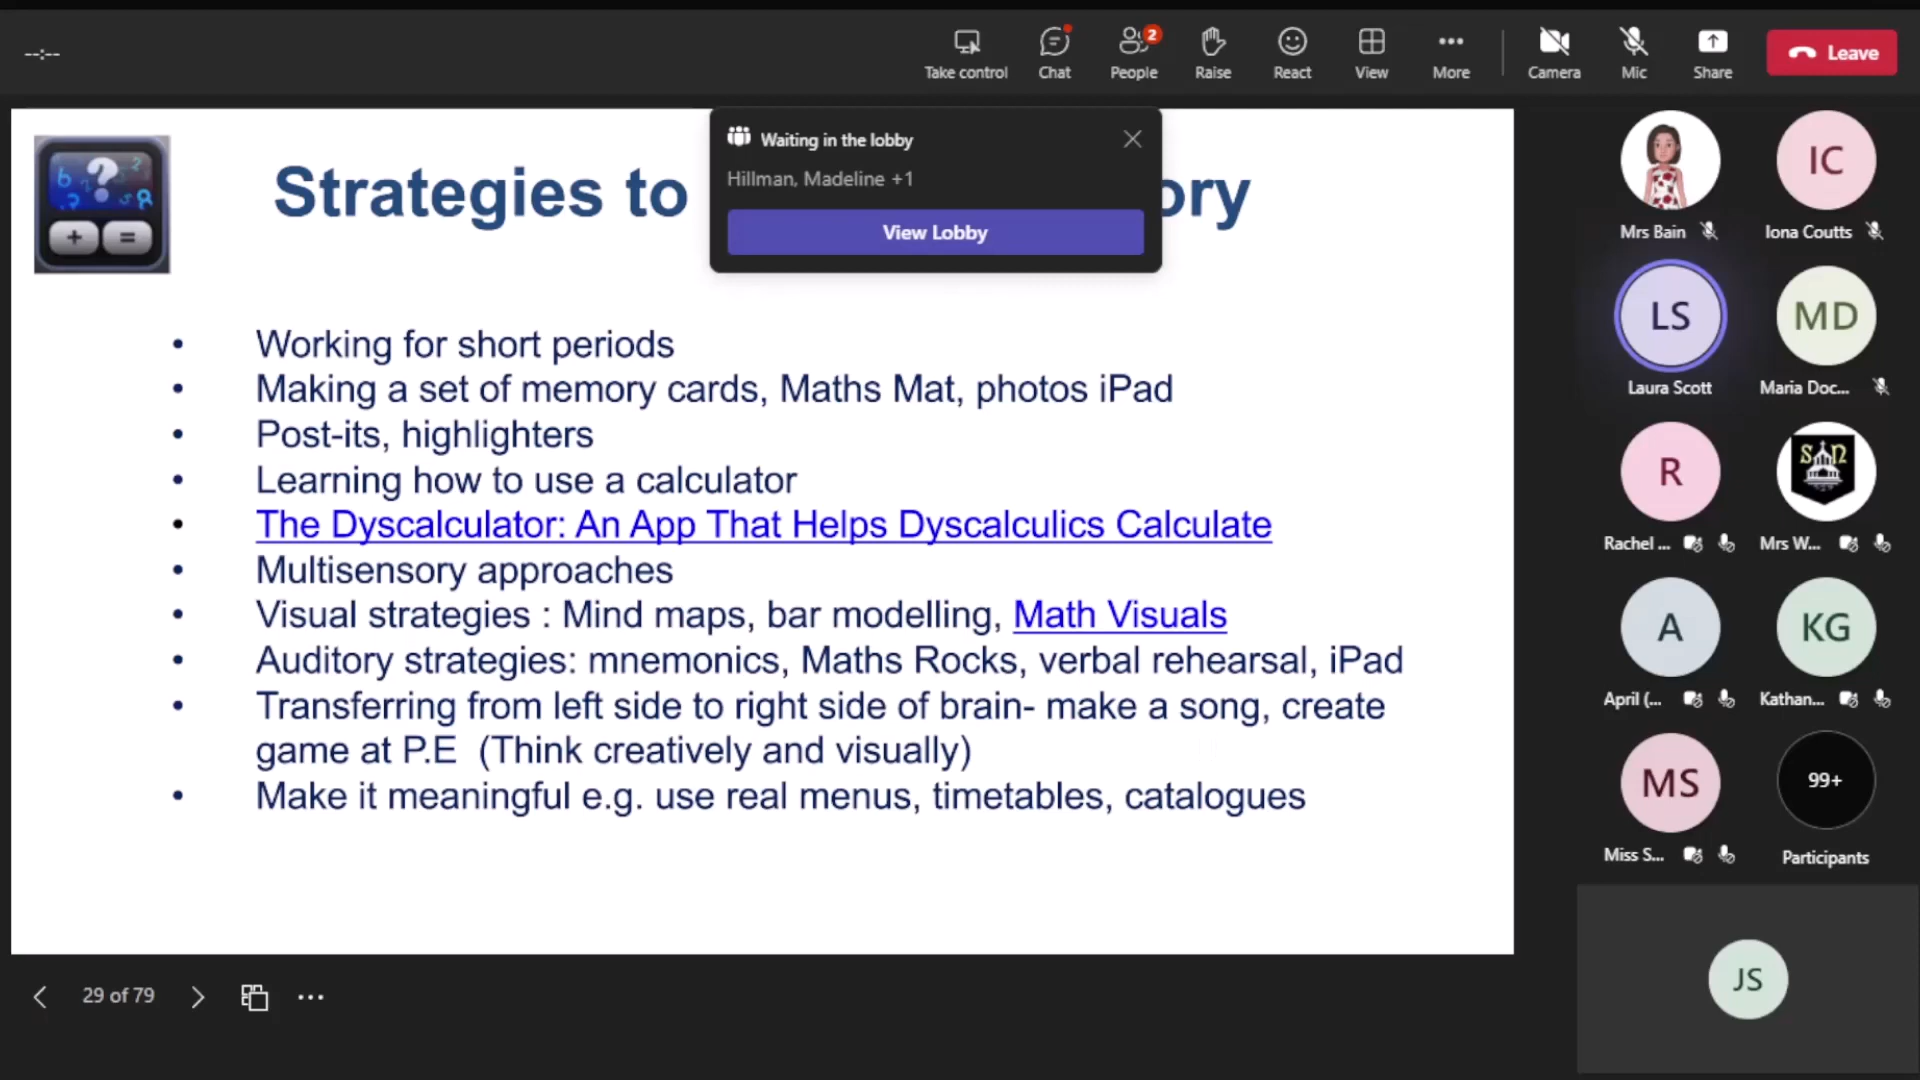 --:--
Take control
Chat
People
2
Raise
React
View
More
Camera
Mic
Share
Leave
Waiting in the lobby
Hillman, Madeline +1
View Lobby
Strategies to ory
• Working for short periods
• Making a set of memory cards, Maths Mat, photos iPad
• Post-its, highlighters
• Learning how to use a calculator
• The Dyscalculator: An App That Helps Dyscalculics Calculate
• Multisensory approaches
• Visual strategies : Mind maps, bar modelling, Math Visuals
• Auditory strategies: mnemonics, Maths Rocks, verbal rehearsal, iPad
• Transferring from left side to right side of brain- make a song, create
game at P.E (Think creatively and visually)
• Make it meaningful e.g. use real menus, timetables, catalogues
29 of 79
Mrs Bain
IC
Iona Coutts
LS
Laura Scott
MD
Maria Doc...
R
Rachel ...
Mrs W...
A
April (...
KG
Kathan...
MS
Miss S...
99+
Participants
JS